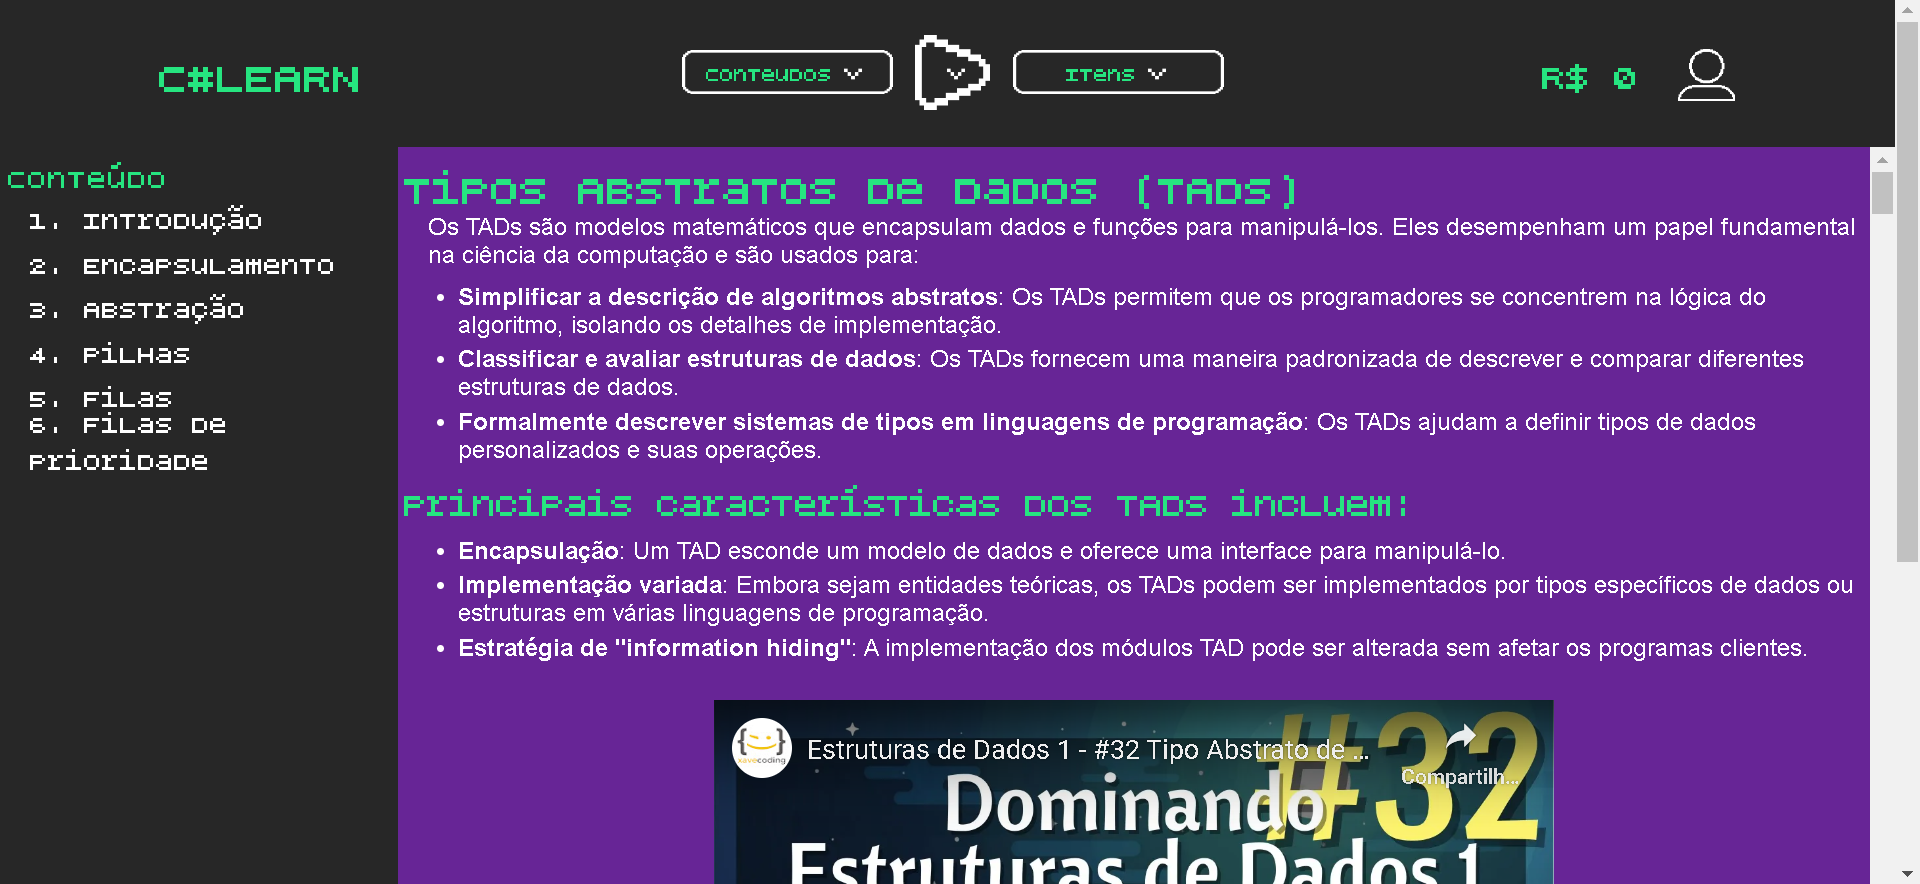 C#LEARN
Conteudos
Itens
R$ 0
Conteúdo
1. Introdução
2. Encapsulamento
3. Abstração
4. Pilhas
5. Filas
6. Filas de
Prioridade
Tipos Abstratos de Dados (TADs)
Os TADs são modelos matemáticos que encapsulam dados e funções para manipulá-los. Eles desempenham um papel fundamental
na ciência da computação e são usados para:
• Simplificar a descrição de algoritmos abstratos: Os TADs permitem que os programadores se concentrem na lógica do
algoritmo, isolando os detalhes de implementação.
• Classificar e avaliar estruturas de dados: Os TADs fornecem uma maneira padronizada de descrever e comparar diferentes
estruturas de dados.
• Formalmente descrever sistemas de tipos em linguagens de programação: Os TADs ajudam a definir tipos de dados
personalizados e suas operações.
Principais características dos TADs incluem:
• Encapsulação: Um TAD esconde um modelo de dados e oferece uma interface para manipulá-lo.
• Implementação variada: Embora sejam entidades teóricas, os TADs podem ser implementados por tipos específicos de dados ou
estruturas em várias linguagens de programação.
• Estratégia de "information hiding": A implementação dos módulos TAD pode ser alterada sem afetar os programas clientes.
xavecoding
Estruturas de Dados 1 - #32 Tipo Abstrato de ...
Compartilh...
#32
Dominando
Estruturas de Dados 1